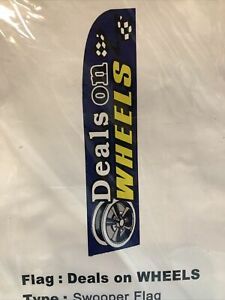 Deals on
WHEELS
Flag : Deals on WHEELS
Type : Swooper Flag